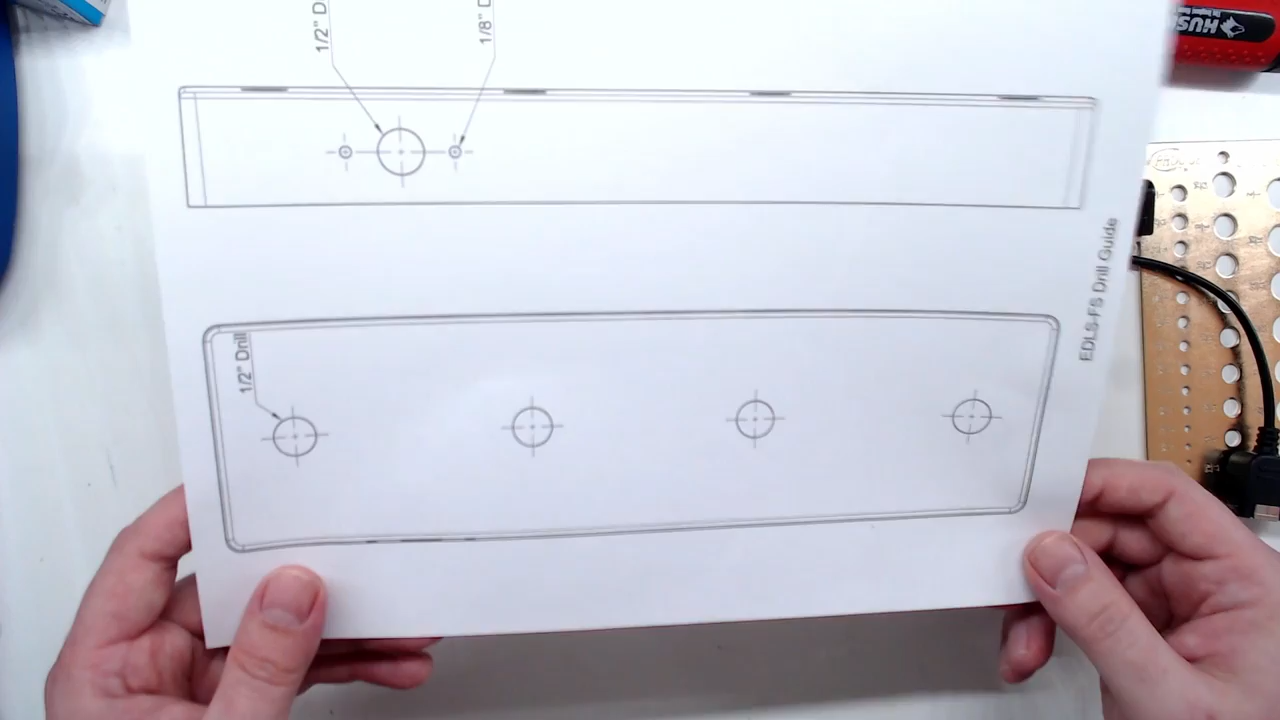 1/2" D
1/8" D
1/2" Drill
EDLS-FS Drill Guide
HUS